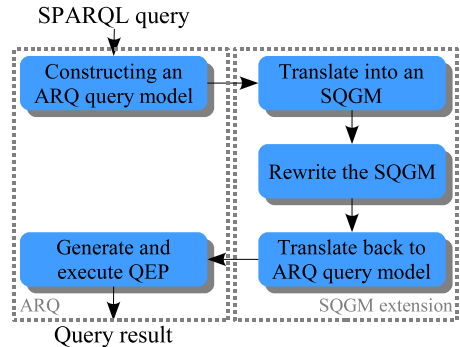 SPARQL query
Constructing an
ARQ query model
Translate into an
SQGM
Rewrite the SQGM
Translate back to
ARQ query model
Generate and
execute QEP
ARQ
SQGM extension
Query result